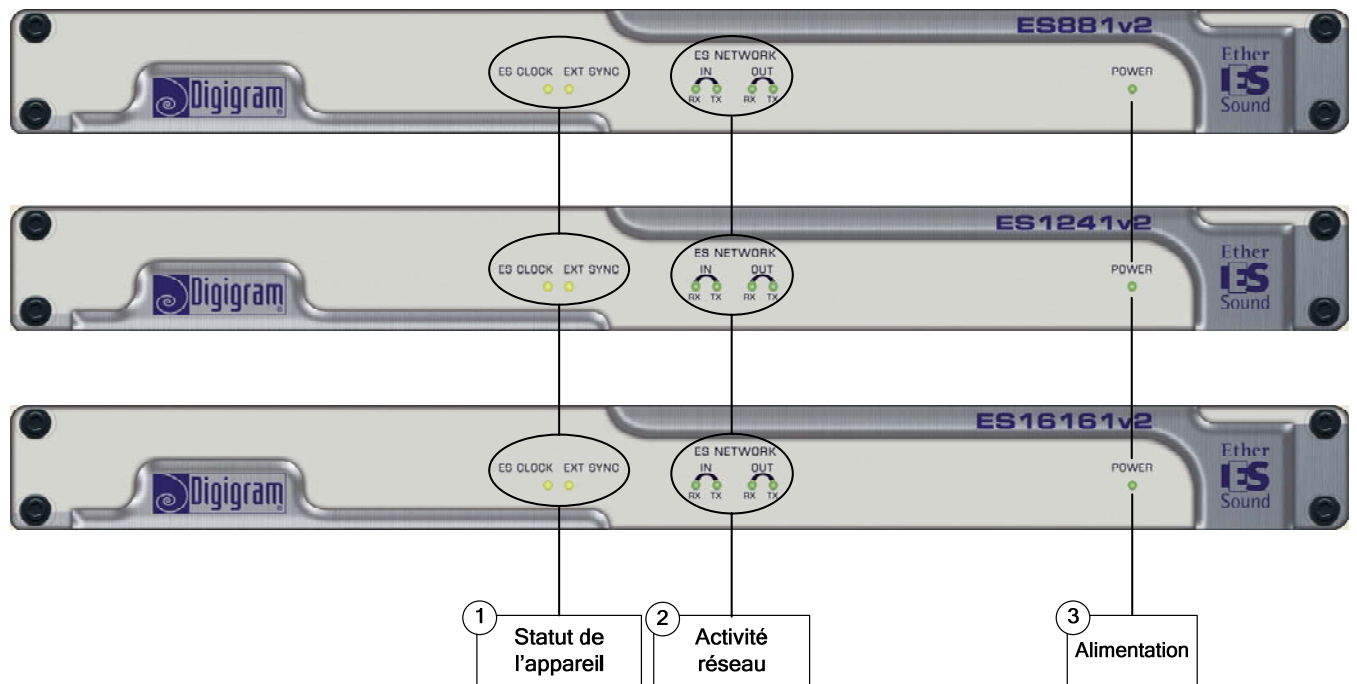 ES881v2
Ether
ES
Sound
Digigram
ES CLOCK EXT SYNC
ES NETWORK
IN OUT
RX TX RX TX
POWER
ES1241v2
Ether
ES
Sound
Digigram
ES CLOCK EXT SYNC
ES NETWORK
IN OUT
RX TX RX TX
POWER
ES16161v2
Ether
ES
Sound
Digigram
ES CLOCK EXT SYNC
ES NETWORK
IN OUT
RX TX RX TX
POWER
1
Statut de
l'appareil
2
Activité
réseau
3
Alimentation